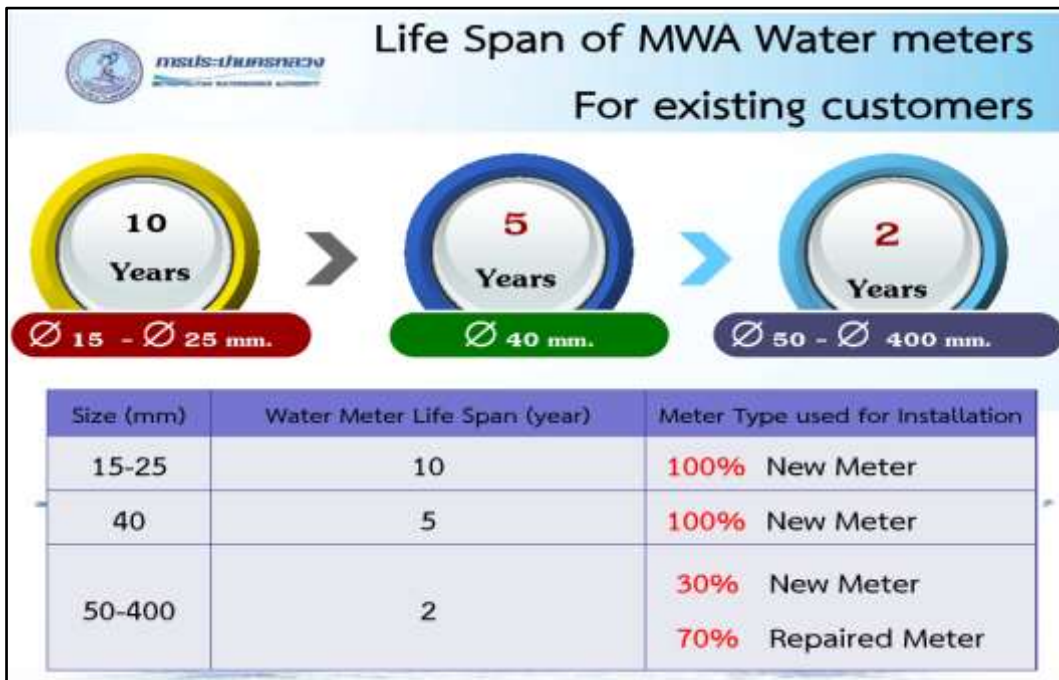 การประปานครหลวง
METROPOLITAN WATERWORKS AUTHORITY
Life Span of MWA Water meters
For existing customers
10
Years
5
Years
2
Years
Ø 15 - Ø 25 mm.
Ø 40 mm.
Ø 50 - Ø 400 mm.
Size (mm) Water Meter Life Span (year) Meter Type used for Installation
15-25 10 100% New Meter
40 5 100% New Meter
50-400 2 30% New Meter
70% Repaired Meter